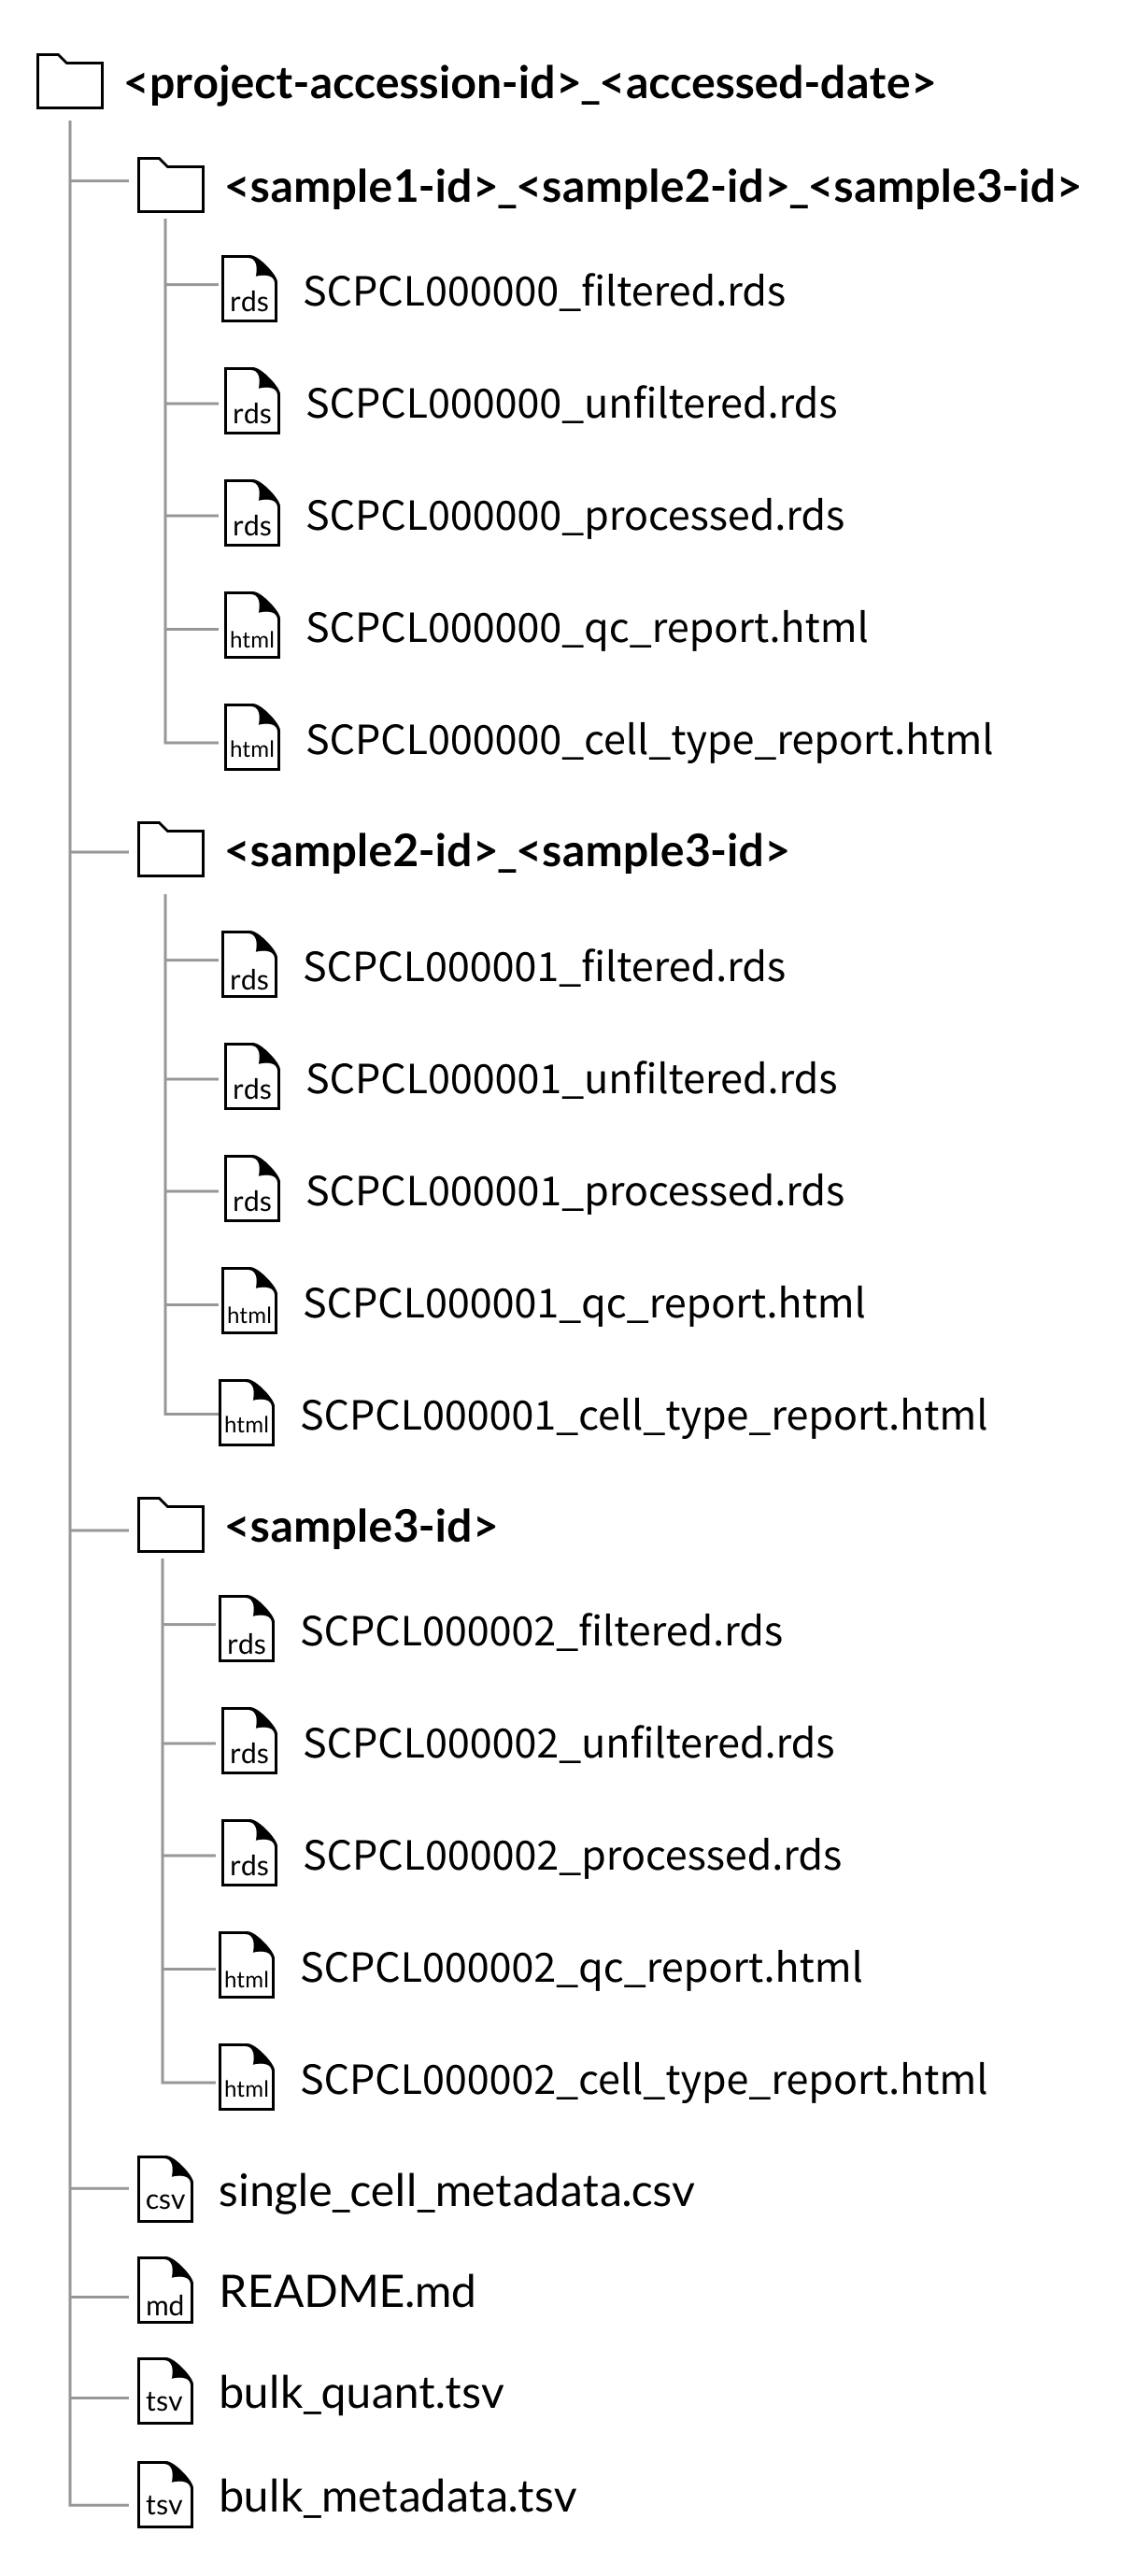 <project-accession-id>_<accessed-date>
<sample1-id>_<sample2-id>_<sample3-id>
rds SCPCL000000_filtered.rds
rds SCPCL000000_unfiltered.rds
rds SCPCL000000_processed.rds
html SCPCL000000_qc_report.html
html SCPCL000000_cell_type_report.html
<sample2-id>_<sample3-id>
rds SCPCL000001_filtered.rds
rds SCPCL000001_unfiltered.rds
rds SCPCL000001_processed.rds
html SCPCL000001_qc_report.html
html SCPCL000001_cell_type_report.html
<sample3-id>
rds SCPCL000002_filtered.rds
rds SCPCL000002_unfiltered.rds
rds SCPCL000002_processed.rds
html SCPCL000002_qc_report.html
html SCPCL000002_cell_type_report.html
csv single_cell_metadata.csv
md README.md
tsv bulk_quant.tsv
tsv bulk_metadata.tsv